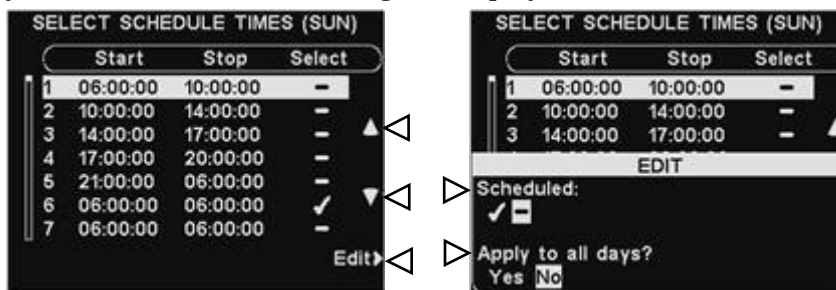 SELECT SCHEDULE TIMES (SUN)
Start Stop Select
1 06:00:00 10:00:00 -
2 10:00:00 14:00:00 -
3 14:00:00 17:00:00 -
4 17:00:00 20:00:00 -
5 21:00:00 06:00:00 -
6 06:00:00 06:00:00 ✓
7 06:00:00 06:00:00 -
Edit
SELECT SCHEDULE TIMES (SUN)
Start Stop Select
1 06:00:00 10:00:00 -
2 10:00:00 14:00:00 -
3 14:00:00 17:00:00 -
EDIT
Scheduled:
✓ -
Apply to all days?
Yes No